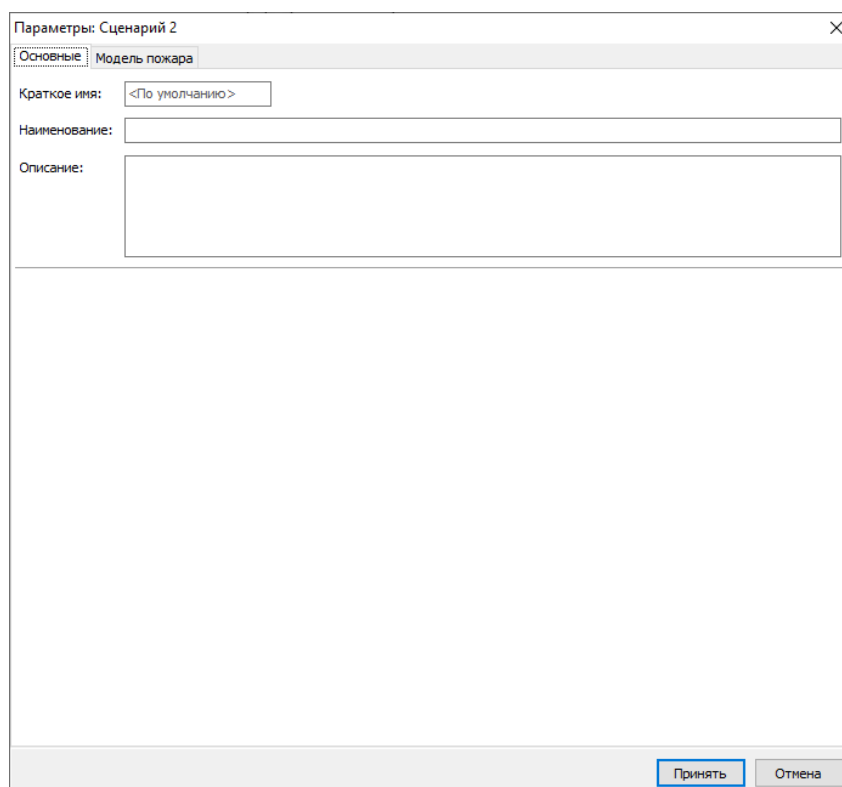 Параметры: Сценарий 2
Основные Модель пожара
Краткое имя: <По умолчанию>
Наименование:
Описание:
Принять Отмена